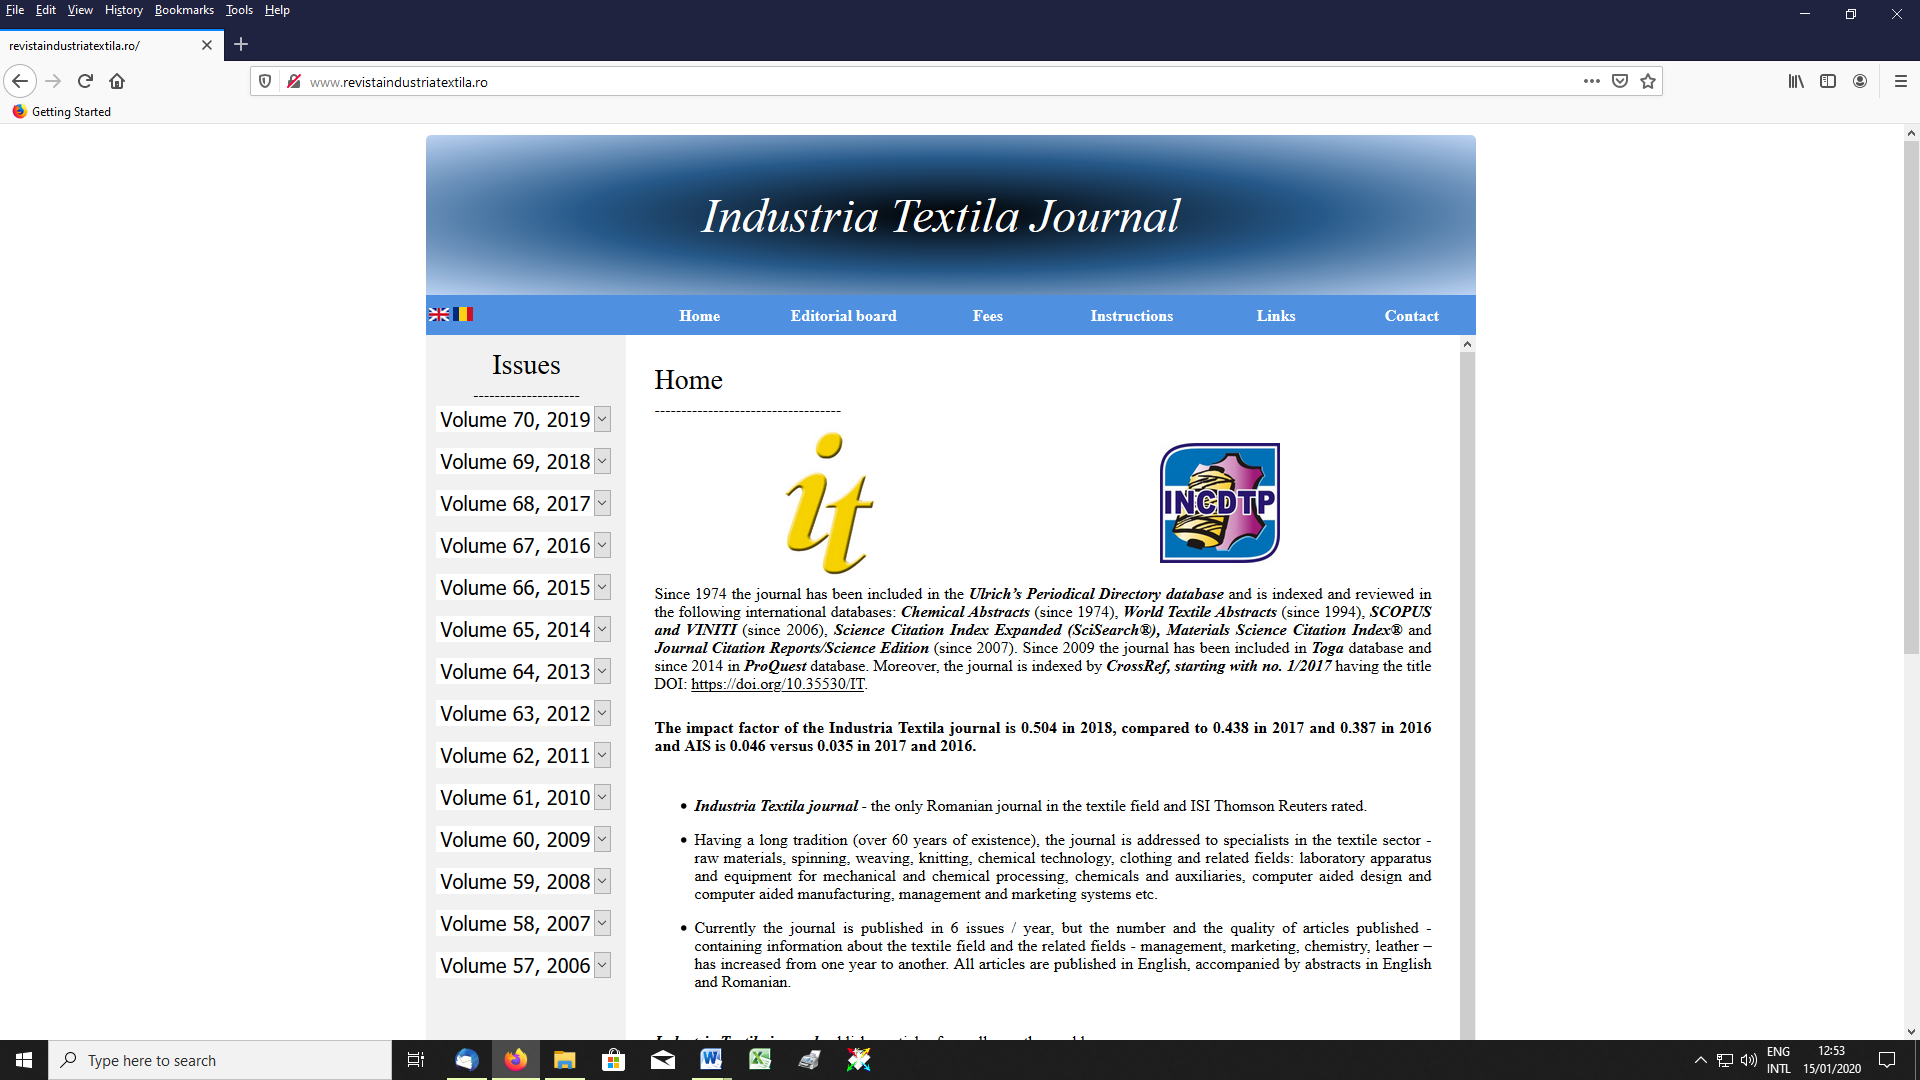 File Edit View History Bookmarks Tools Help
revistaindustriatextila.ro/
www.revistaindustriatextila.ro
Getting Started
Industria Textila Journal
Home Editorial board Fees Instructions Links Contact
Issues
--------------------
Volume 70, 2019
Volume 69, 2018
Volume 68, 2017
Volume 67, 2016
Volume 66, 2015
Volume 65, 2014
Volume 64, 2013
Volume 63, 2012
Volume 62, 2011
Volume 61, 2010
Volume 60, 2009
Volume 59, 2008
Volume 58, 2007
Volume 57, 2006
Home
-----------------------------------
it
INCDTP
Since 1974 the journal has been included in the Ulrich's Periodical Directory database and is indexed and reviewed in
the following international databases: Chemical Abstracts (since 1974), World Textile Abstracts (since 1994), SCOPUS
and VINITI (since 2006), Science Citation Index Expanded (SciSearch®), Materials Science Citation Index® and
Journal Citation Reports/Science Edition (since 2007). Since 2009 the journal has been included in Toga database and
since 2014 in ProQuest database. Moreover, the journal is indexed by CrossRef, starting with no. 1/2017 having the title
DOI: https://doi.org/10.35530/IT.
The impact factor of the Industria Textila journal is 0.504 in 2018, compared to 0.438 in 2017 and 0.387 in 2016
and AIS is 0.046 versus 0.035 in 2017 and 2016.
• Industria Textila journal - the only Romanian journal in the textile field and ISI Thomson Reuters rated.
• Having a long tradition (over 60 years of existence), the journal is addressed to specialists in the textile sector -
raw materials, spinning, weaving, knitting, chemical technology, clothing and related fields: laboratory apparatus
and equipment for mechanical and chemical processing, chemicals and auxiliaries, computer aided design and
computer aided manufacturing, management and marketing systems etc.
• Currently the journal is published in 6 issues / year, but the number and the quality of articles published -
containing information about the textile field and the related fields - management, marketing, chemistry, leather –
has increased from one year to another. All articles are published in English, accompanied by abstracts in English
and Romanian.
Type here to search
ENG
INTL
12:53
15/01/2020